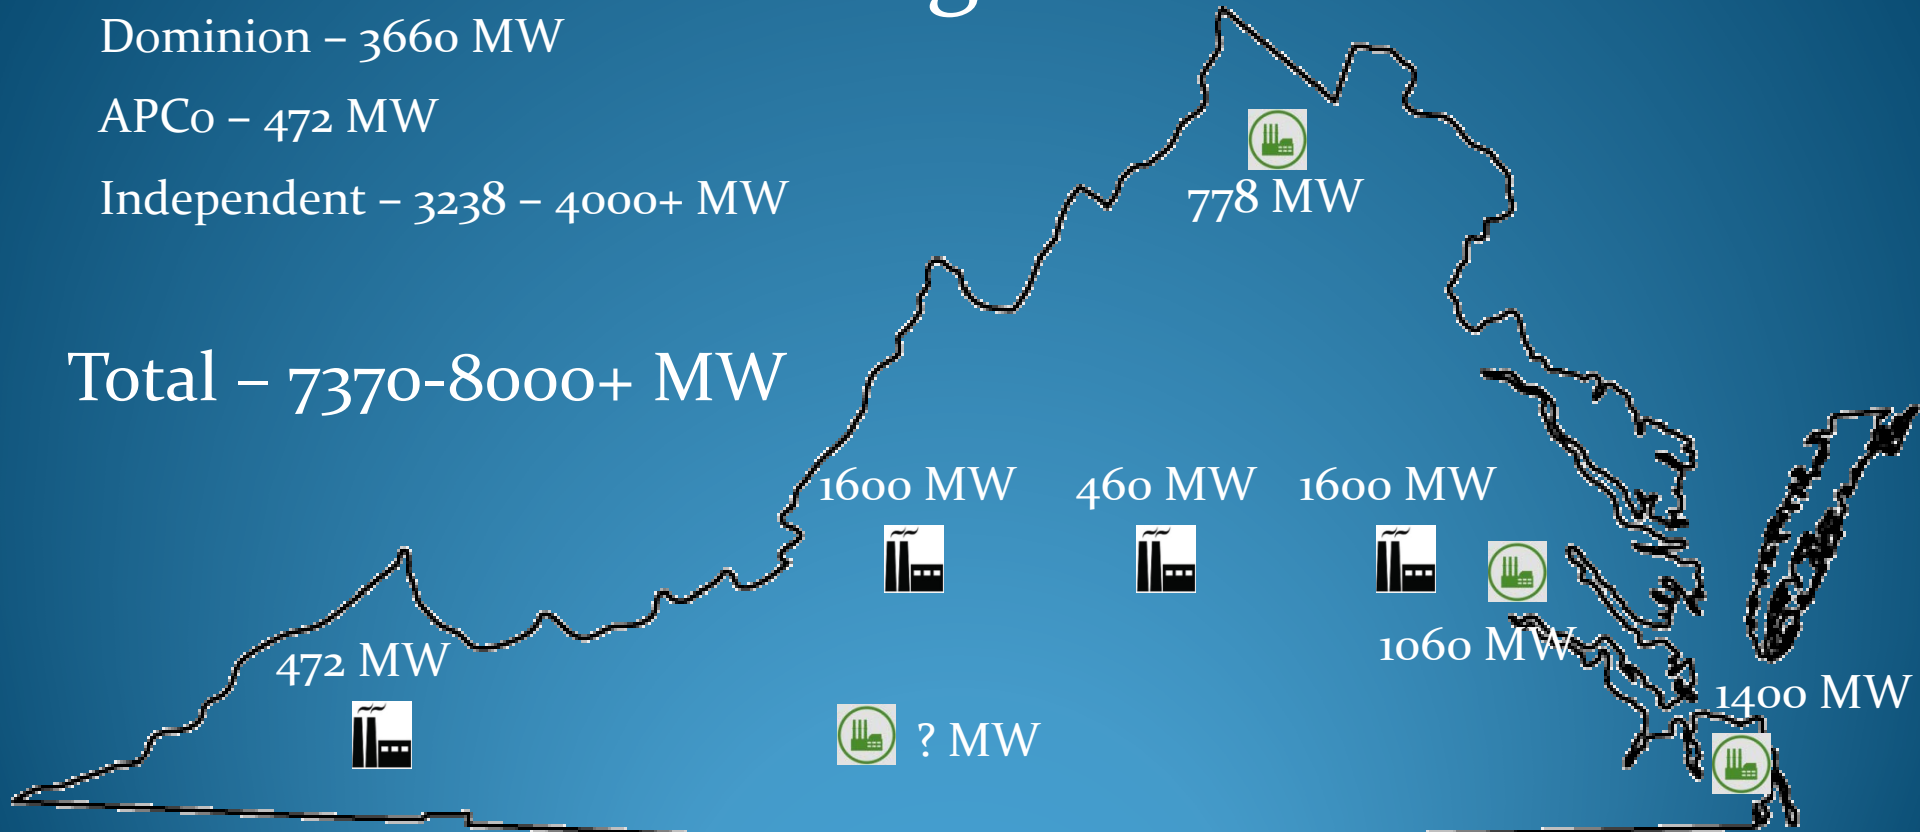 Dominion – 3660 MW
APCo – 472 MW
Independent – 3238 – 4000+ MW
778 MW
Total – 7370-8000+ MW
1600 MW
460 MW
1600 MW
1060 MW
472 MW
1400 MW
? MW